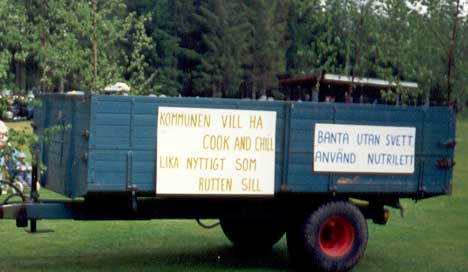 KOMMUNEN VILL HA
COOK AND CHILL
LIKA NYTTIGT SOM
RUTTEN SILL
BANTA UTAN SVETT,
ANVÄND NUTRILETT